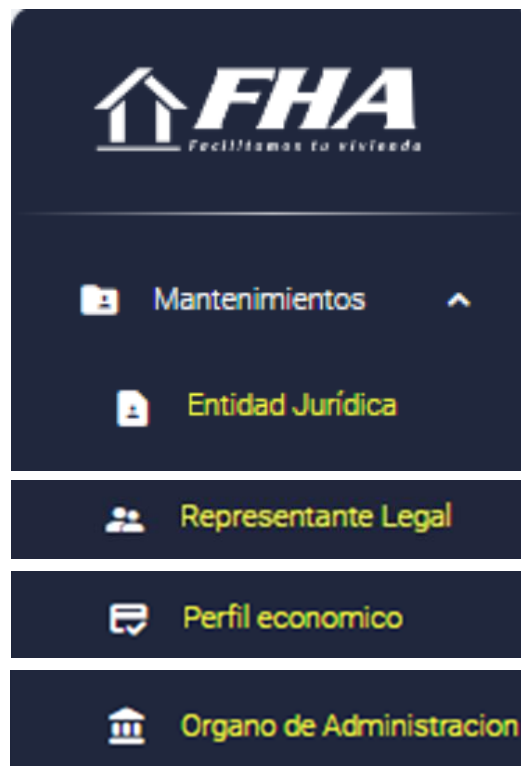 FHA
Facilitamos tu vivienda
Mantenimientos
Entidad Jurídica
Representante Legal
Perfil economico
Organo de Administracion